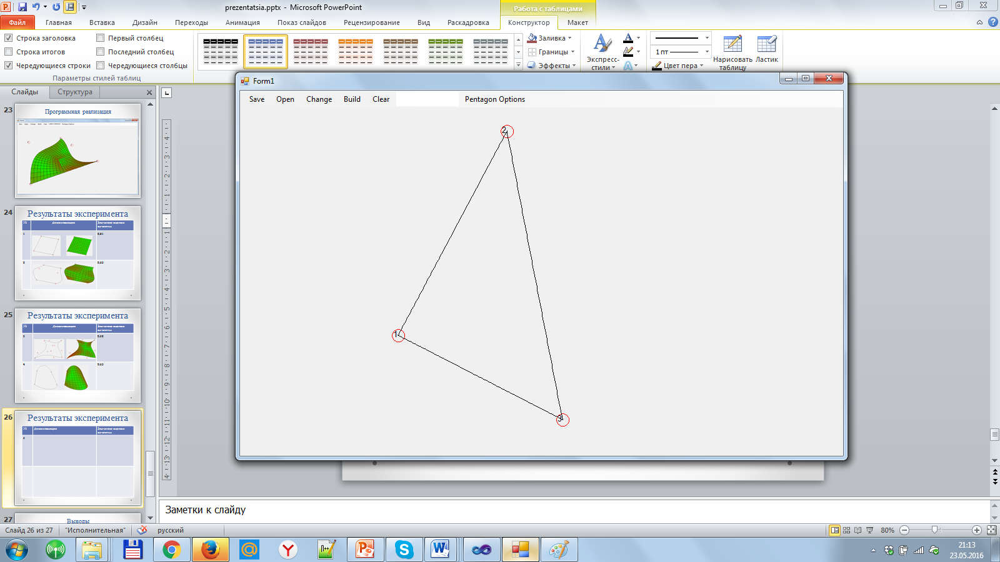 prezentatsia.pptx - Microsoft PowerPoint
Работа с таблицами
Файл
Главная
Вставка
Дизайн
Переходы
Анимация
Показ слайдов
Рецензирование
Вид
Раскадровка
Конструктор
Макет
Строка заголовка
Первый столбец
Строка итогов
Последний столбец
Чередующиеся строки
Чередующиеся столбцы
Параметры стилей таблиц
Заливка
Границы
Эффекты
Экспресс-
стили
1 пт
Цвет пера
Нарисовать
таблицу
Ластик
Слайды
Структура
23
Программная реализация
24
Результаты эксперимента
25
Результаты эксперимента
26
Результаты эксперимента
27
Выводы
Form1
Save
Open
Change
Build
Clear
Pentagon Options
2
1
3
Заметки к слайду
Слайд 26 из 27
"Исполнительная"
русский
80%
21:13
23.05.2016